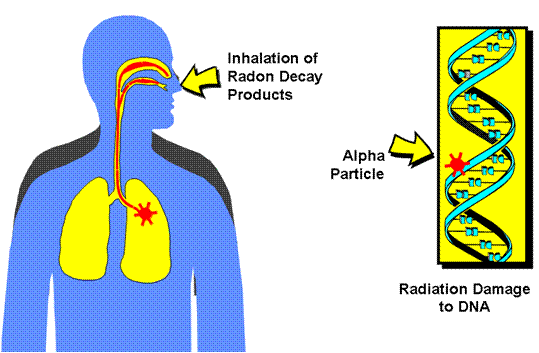 Inhalation of
Radon Decay
Products
Alpha
Particle
Radiation Damage
to DNA